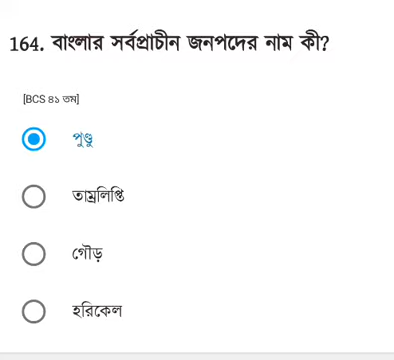 164. বাংলার সর্বপ্রাচীন জনপদের নাম কী?
[BCS ৪১ তম]
পুণ্ড্র
তাম্রলিপ্তি
গৌড়
হরিকেল